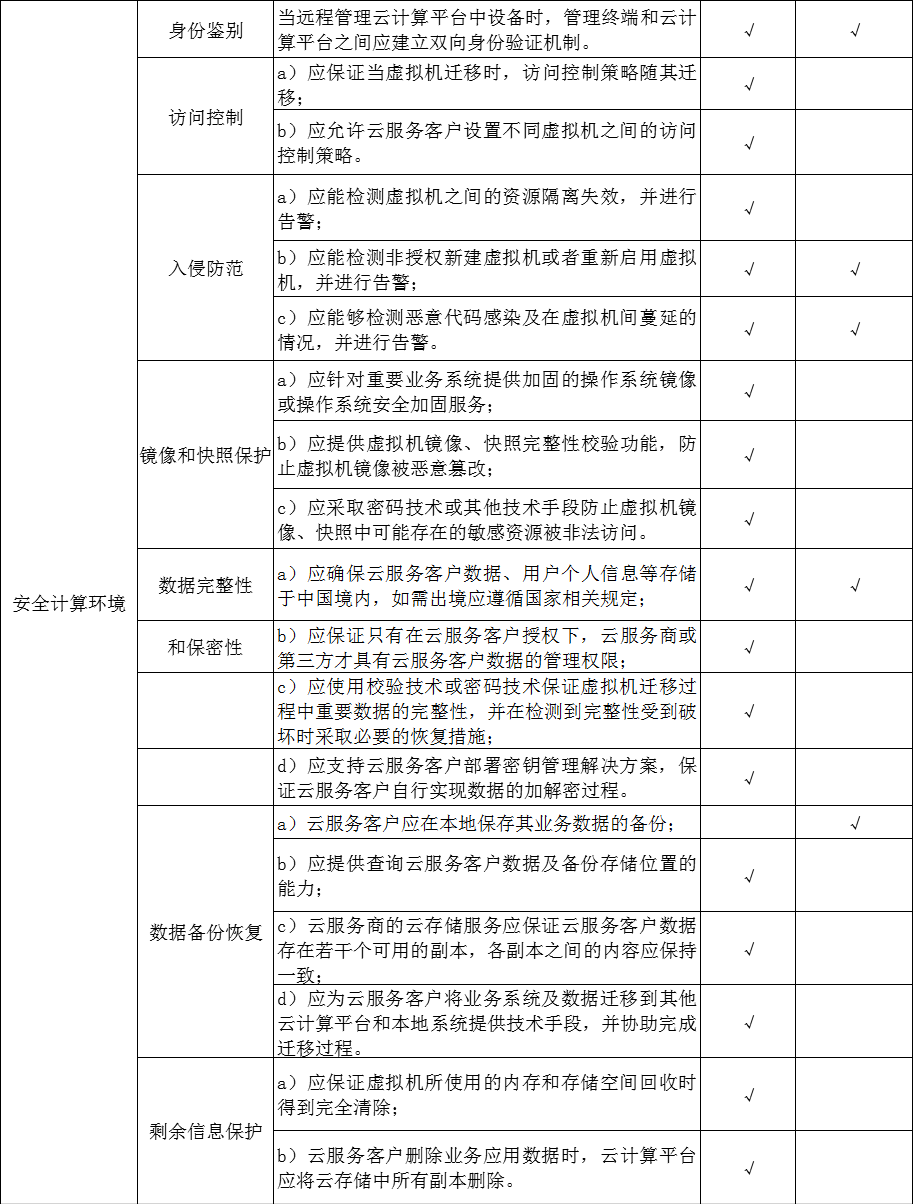 安全计算环境
身份鉴别
当远程管理云计算平台中设备时，管理终端和云计
算平台之间应建立双向身份验证机制。
√ √
访问控制
a）应保证当虚拟机迁移时，访问控制策略随其迁
移；
√
b）应允许云服务客户设置不同虚拟机之间的访问
控制策略。
√
入侵防范
a）应能检测虚拟机之间的资源隔离失效，并进行
告警；
√
b）应能检测非授权新建虚拟机或者重新启用虚拟
机，并进行告警；
√ √
c）应能够检测恶意代码感染及在虚拟机间蔓延的
情况，并进行告警。
√ √
镜像和快照保护
a）应针对重要业务系统提供加固的操作系统镜像
或操作系统安全加固服务；
√
b）应提供虚拟机镜像、快照完整性校验功能，防
止虚拟机镜像被恶意篡改；
√
c）应采取密码技术或其他技术手段防止虚拟机镜
像、快照中可能存在的敏感资源被非法访问。
√
数据完整性
a）应确保云服务客户数据、用户个人信息等存储
于中国境内，如需出境应遵循国家相关规定；
√ √
和保密性
b）应保证只有在云服务客户授权下，云服务商或
第三方才具有云服务客户数据的管理权限；
√
c）应使用校验技术或密码技术保证虚拟机迁移过
程中重要数据的完整性，并在检测到完整性受到破
坏时采取必要的恢复措施；
√
d）应支持云服务客户部署密钥管理解决方案，保
证云服务客户自行实现数据的加解密过程。
√
数据备份恢复
a）云服务客户应在本地保存其业务数据的备份；
√
b）应提供查询云服务客户数据及备份存储位置的
能力；
√
c）云服务商的云存储服务应保证云服务客户数据
存在若干个可用的副本，各副本之间的内容应保持
一致；
√
d）应为云服务客户将业务系统及数据迁移到其他
云计算平台和本地系统提供技术手段，并协助完成
迁移过程。
√
剩余信息保护
a）应保证虚拟机所使用的内存和存储空间回收时
得到完全清除；
√
b）云服务客户删除业务应用数据时，云计算平台
应将云存储中所有副本删除。
√